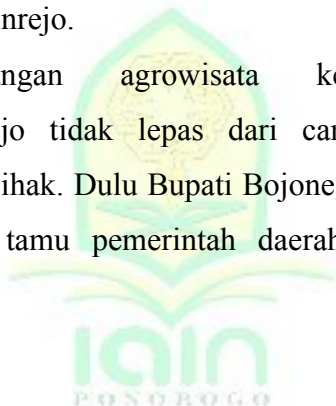 nrejo.
ngan agrowisata ke
jo tidak lepas dari car
ihak. Dulu Bupati Bojone
tamu pemerintah daerah
iain
PONOROGO